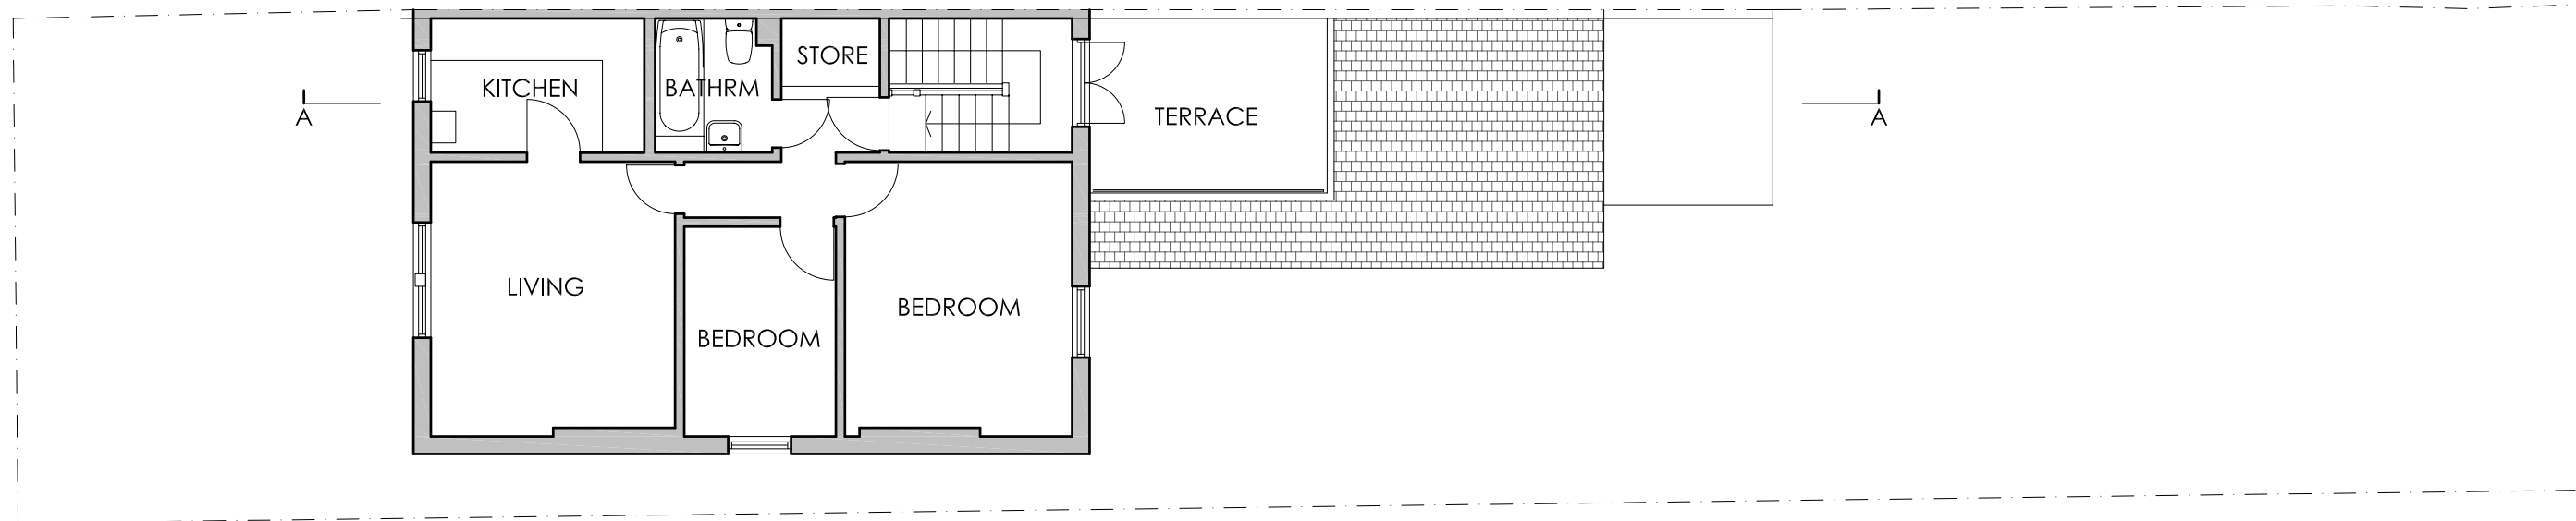 STORE
KITCHEN
BATHRM
TERRACE
A
A
LIVING
BEDROOM
BEDROOM